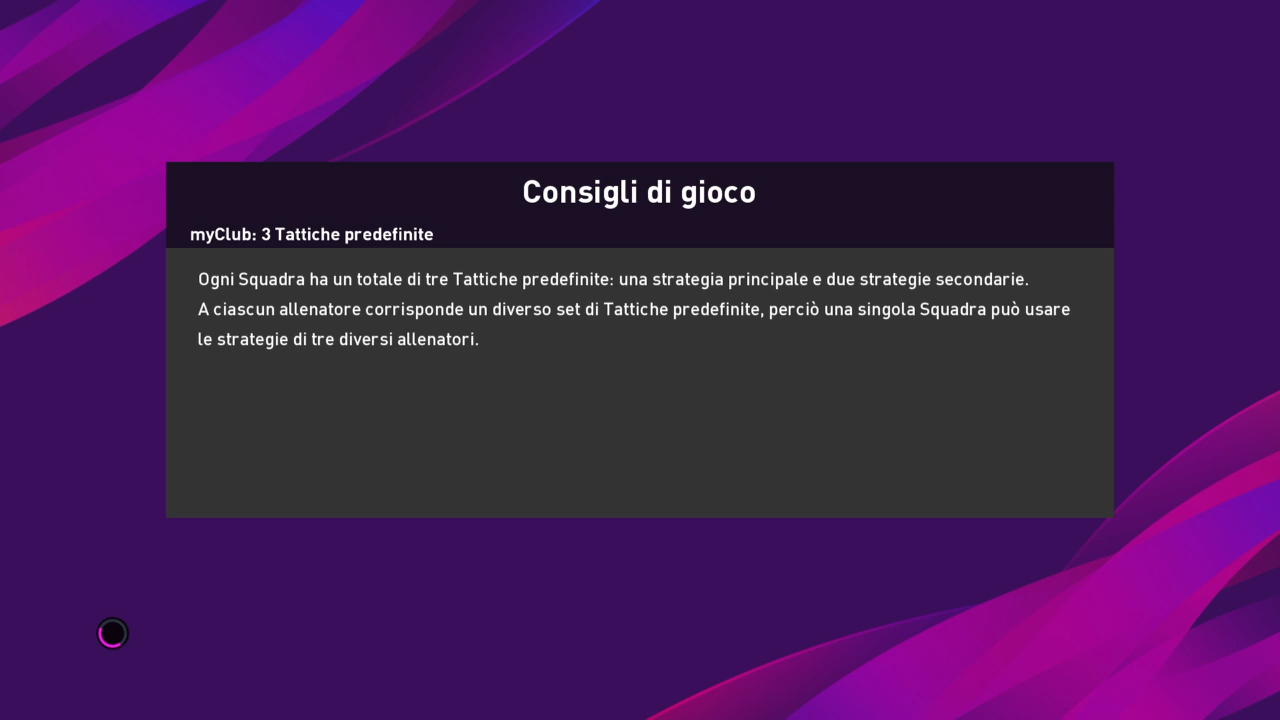 Consigli di gioco
myClub: 3 Tattiche predefinite
Ogni Squadra ha un totale di tre Tattiche predefinite: una strategia principale e due strategie secondarie.
A ciascun allenatore corrisponde un diverso set di Tattiche predefinite, perciò una singola Squadra può usare
le strategie di tre diversi allenatori.